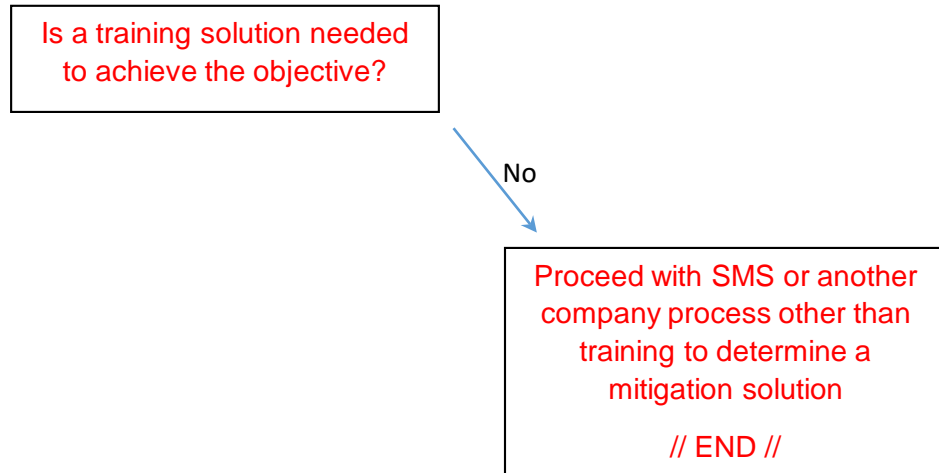 Is a training solution needed
to achieve the objective?
No
Proceed with SMS or another
company process other than
training to determine a
mitigation solution
// END //